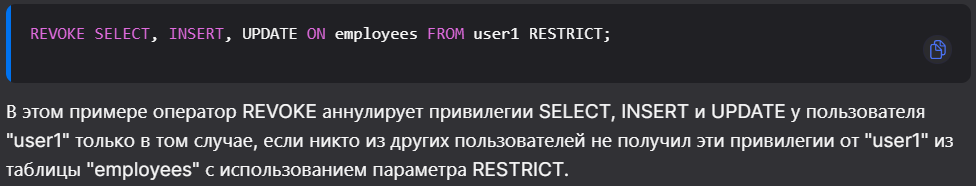 REVOKE SELECT, INSERT, UPDATE ON employees FROM user1 RESTRICT;
В этом примере оператор REVOKE аннулирует привилегии SELECT, INSERT и UPDATE у пользователя
"user1" только в том случае, если никто из других пользователей не получил эти привилегии от "user1" из
таблицы "employees" с использованием параметра RESTRICT.